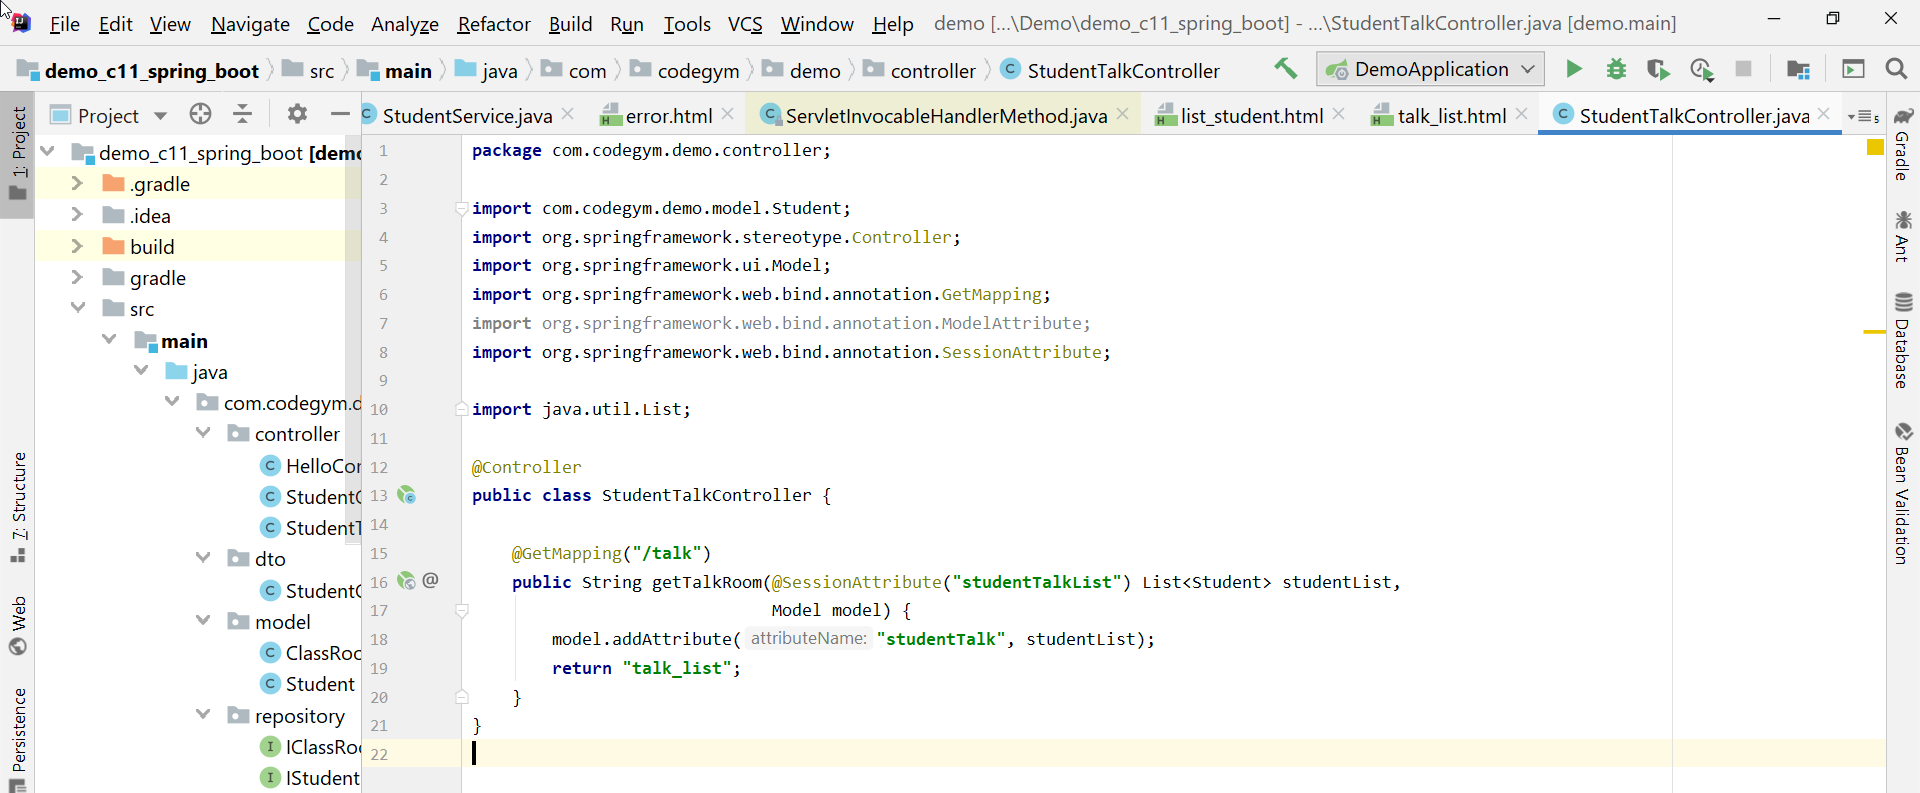 File Edit View Navigate Code Analyze Refactor Build Run Tools VCS Window Help demo [...\Demo\demo_c11_spring_boot] - ...\StudentTalkController.java [demo.main]
demo_c11_spring_boot src main java com codegym demo controller StudentTalkController DemoApplication
Project StudentService.java error.html ServletInvocableHandlerMethod.java list_student.html talk_list.html StudentTalkController.java 5
1: Project
7: Structure
Web
Persistence
demo_c11_spring_boot [demo
.gradle
.idea
build
gradle
src
main
java
com.codegym.d
controller
HelloCon
StudentC
StudentT
dto
StudentC
model
ClassRoo
Student
repository
IClassRoo
IStudent
1 package com.codegym.demo.controller;
2
3 import com.codegym.demo.model.Student;
4 import org.springframework.stereotype.Controller;
5 import org.springframework.ui.Model;
6 import org.springframework.web.bind.annotation.GetMapping;
7 import org.springframework.web.bind.annotation.ModelAttribute;
8 import org.springframework.web.bind.annotation.SessionAttribute;
9
10 import java.util.List;
11
12 @Controller
13 public class StudentTalkController {
14
15 @GetMapping("/talk")
16 @ public String getTalkRoom(@SessionAttribute("studentTalkList") List<Student> studentList,
17 Model model) {
18 model.addAttribute( attributeName: "studentTalk", studentList);
19 return "talk_list";
20 }
21 }
22
Gradle
Ant
Database
Bean Validation